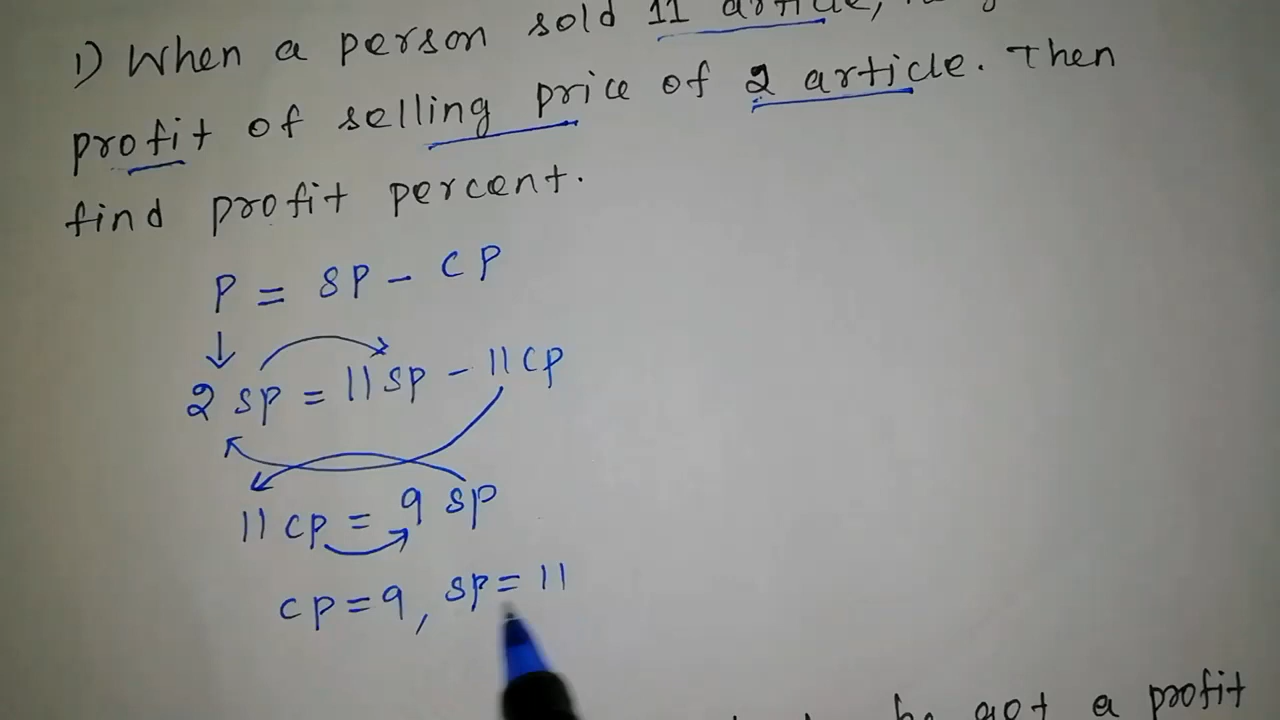 1) When a person sold 11 article,
profit of selling price of 2 article. Then
find profit percent.
P = SP - CP
2 SP = 11 SP - 11 CP
11 CP = 9 SP
CP = 9, SP = 11
he got a profit